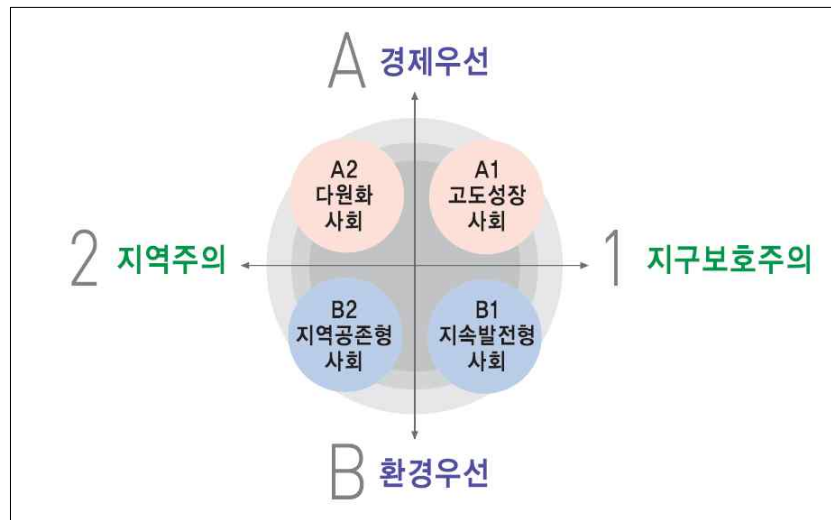 A 경제우선
A2
다원화
사회
A1
고도성장
사회
2 지역주의
1 지구보호주의
B2
지역공존형
사회
B1
지속발전형
사회
B 환경우선